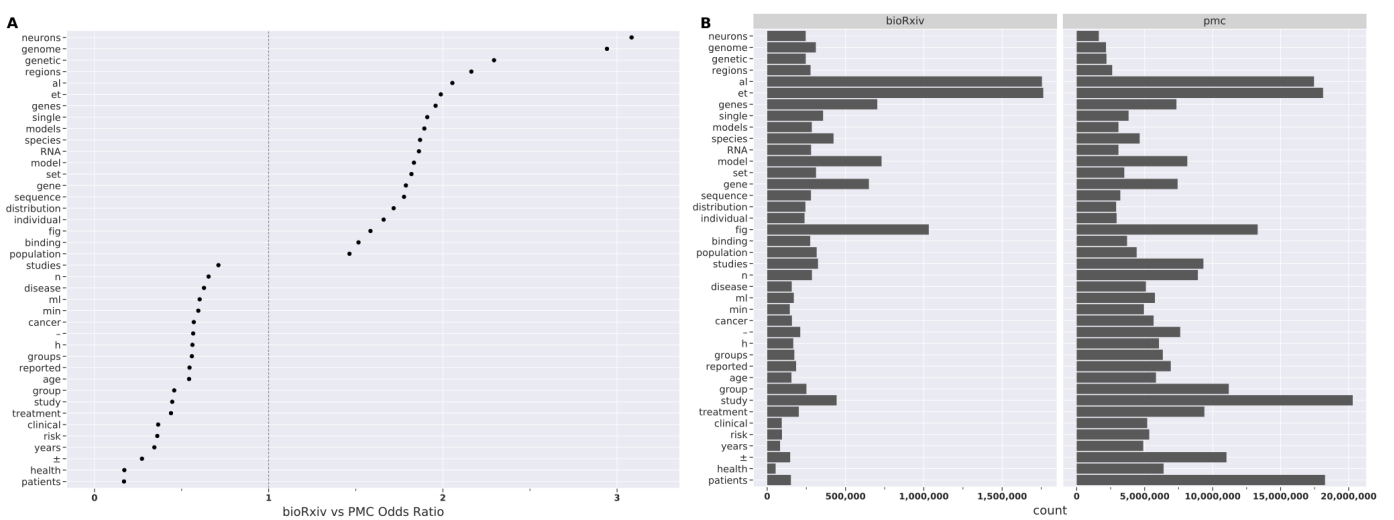 A
neurons
genome
genetic
regions
al
et
genes
single
models
species
RNA
model
set
gene
sequence
distribution
individual
fig
binding
population
studies
n
disease
ml
min
cancer
–
h
groups
reported
age
group
study
treatment
clinical
risk
years
±
health
patients
0 1 2 3
bioRxiv vs PMC Odds Ratio
B
bioRxiv pmc
neurons
genome
genetic
regions
al
et
genes
single
models
species
RNA
model
set
gene
sequence
distribution
individual
fig
binding
population
studies
n
disease
ml
min
cancer
–
h
groups
reported
age
group
study
treatment
clinical
risk
years
±
health
patients
0 500,000 1,000,000 1,500,000 0 5,000,000 10,000,000 15,000,000 20,000,000
count